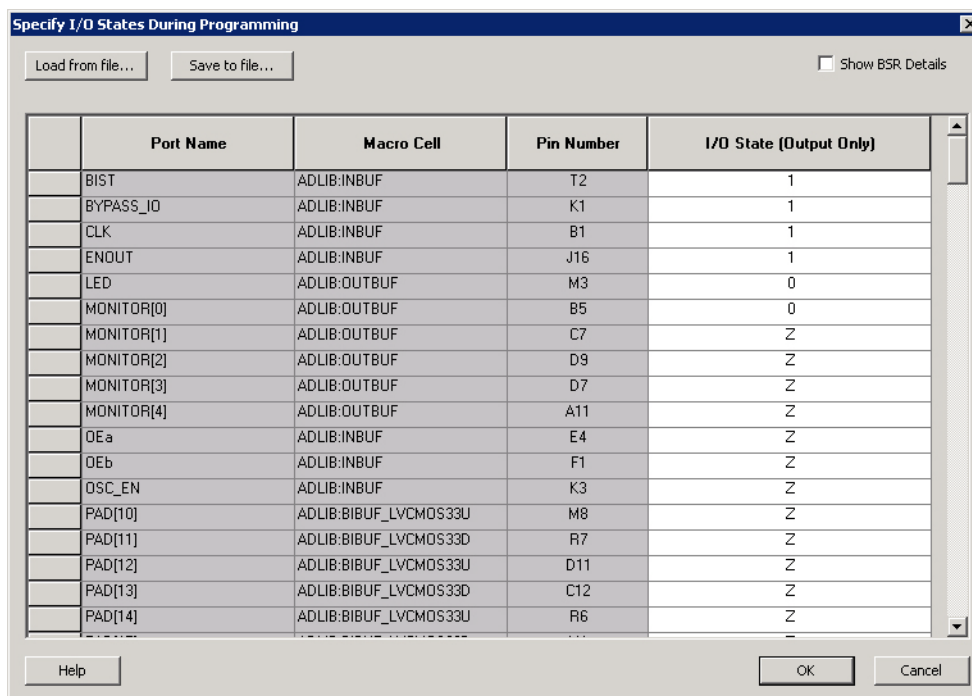 Specify I/O States During Programming
Load from file... Save to file... Show BSR Details
Port Name Macro Cell Pin Number I/O State (Output Only)
BIST ADLIB:INBUF T2 1
BYPASS_IO ADLIB:INBUF K1 1
CLK ADLIB:INBUF B1 1
ENOUT ADLIB:INBUF J16 1
LED ADLIB:OUTBUF M3 0
MONITOR[0] ADLIB:OUTBUF B5 0
MONITOR[1] ADLIB:OUTBUF C7 Z
MONITOR[2] ADLIB:OUTBUF D9 Z
MONITOR[3] ADLIB:OUTBUF D7 Z
MONITOR[4] ADLIB:OUTBUF A11 Z
OEa ADLIB:INBUF E4 Z
OEb ADLIB:INBUF F1 Z
OSC_EN ADLIB:INBUF K3 Z
PAD[10] ADLIB:BIBUF_LVCMOS33U M8 Z
PAD[11] ADLIB:BIBUF_LVCMOS33D R7 Z
PAD[12] ADLIB:BIBUF_LVCMOS33U D11 Z
PAD[13] ADLIB:BIBUF_LVCMOS33D C12 Z
PAD[14] ADLIB:BIBUF_LVCMOS33U R6 Z
Help OK Cancel